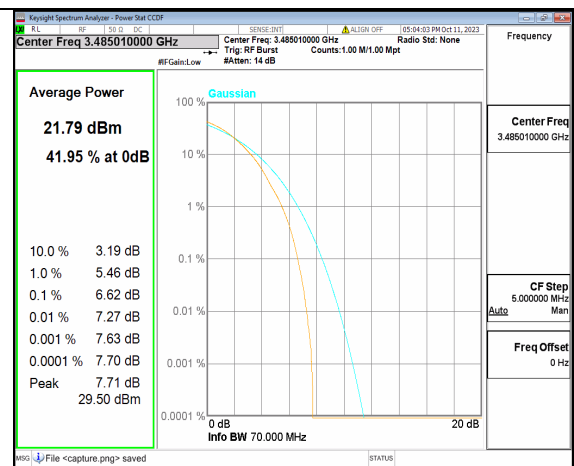 Keysight Spectrum Analyzer - Power Stat CCDF
RL RF 50 Ω DC SENSE:INT ALIGN OFF 05:04:03 PM Oct 11, 2023
Center Freq 3.485010000 GHz
Center Freq: 3.485010000 GHz Radio Std: None
Trig: RF Burst Counts:1.00 M/1.00 Mpt
#IFGain:Low #Atten: 14 dB
Frequency
Average Power
21.79 dBm
41.95 % at 0dB
10.0 % 3.19 dB
1.0 % 5.46 dB
0.1 % 6.62 dB
0.01 % 7.27 dB
0.001 % 7.63 dB
0.0001 % 7.70 dB
Peak 7.71 dB
29.50 dBm
Gaussian
100 %
10 %
1 %
0.1 %
0.01 %
0.001 %
0.0001 %
0 dB 20 dB
Info BW 70.000 MHz
Center Freq
3.485010000 GHz
CF Step
5.000000 MHz
Auto Man
Freq Offset
0 Hz
MSG File <capture.png> saved STATUS